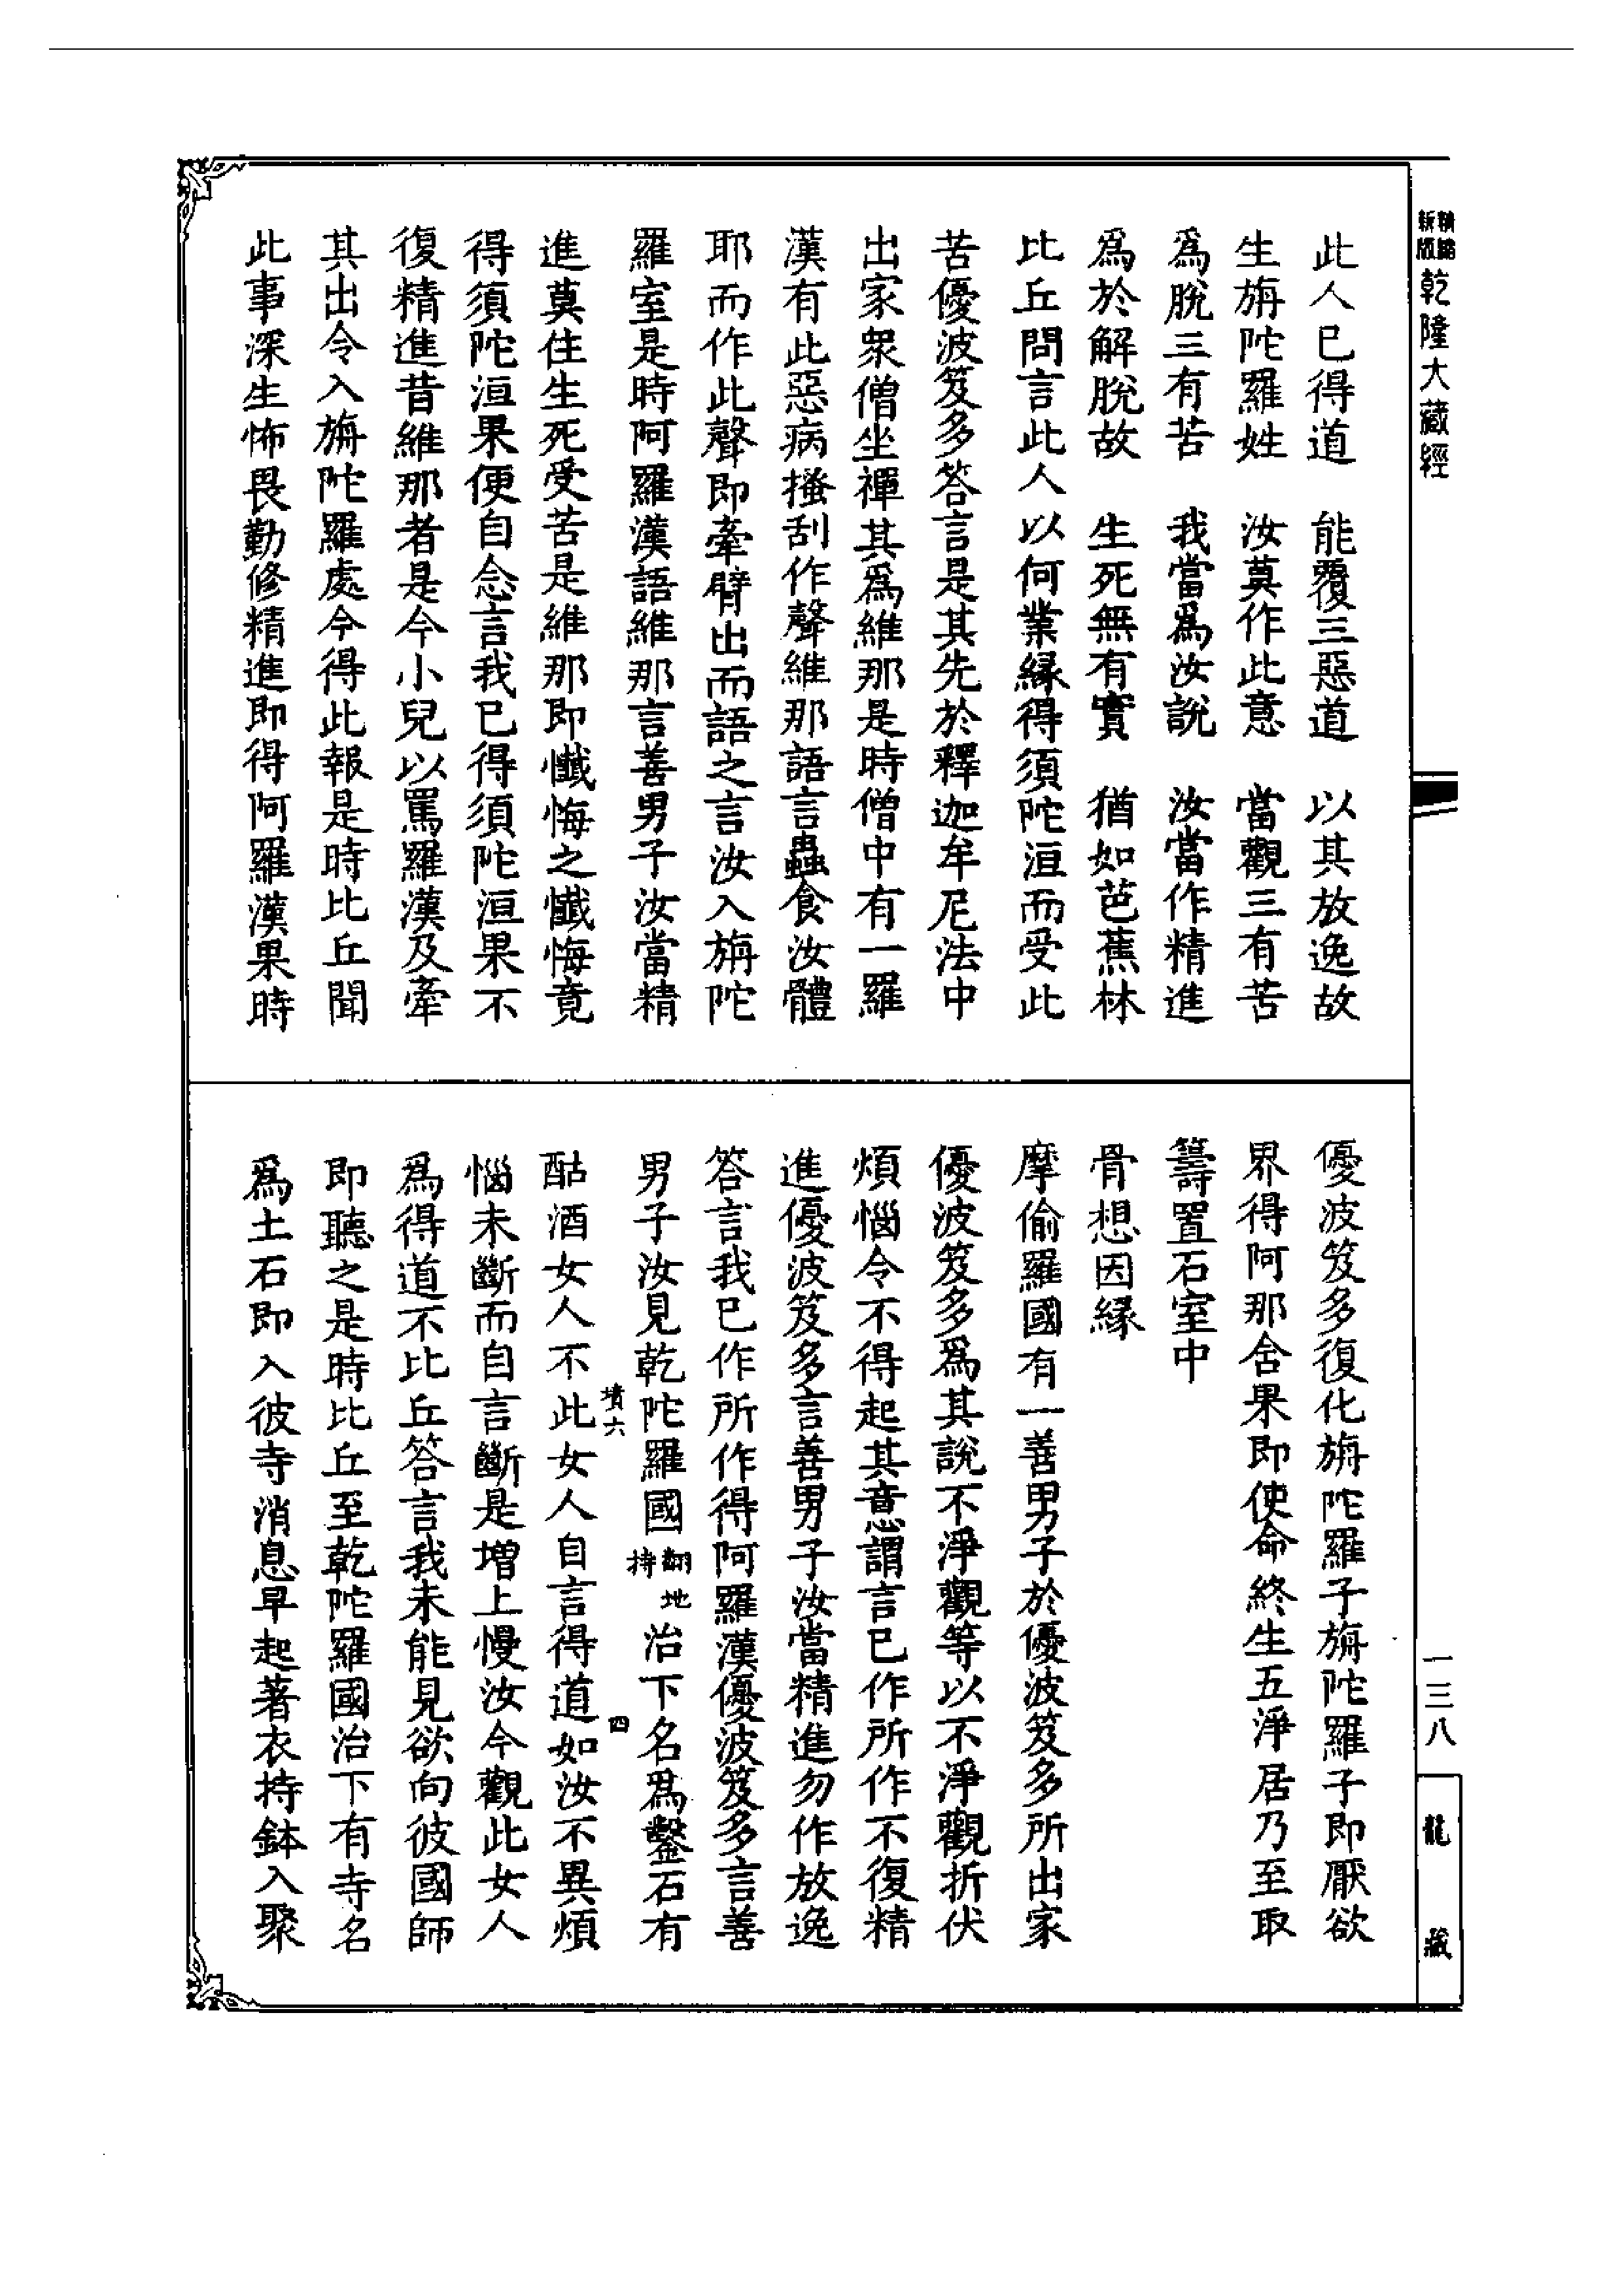 精縮新版乾隆大藏經
此人已得道　能覆三惡道　以其放逸故
生旃陀羅姓　汝莫作此意　當觀三有苦
爲脫三有苦　我當爲汝說　汝當作精進
爲於解脫故　生死無有實　猶如芭蕉林
比丘問言此人以何業緣得須陀洹而受此
苦優波笈多答言是其先於釋迦牟尼法中
出家衆僧坐禪其爲維那是時僧中有一羅
漢有此惡病搔刮作聲維那語言蟲食汝體
耶而作此聲即牽臂出而語之言汝入旃陀
羅室是時阿羅漢語維那言善男子汝當精
進莫住生死受苦是維那即懺悔之懺悔竟
得須陀洹果便自念言我已得須陀洹果不
復精進昔維那者是今小兒以罵羅漢及牽
其出令入旃陀羅處今得此報是時比丘聞
此事深生怖畏勤修精進即得阿羅漢果時
優波笈多復化旃陀羅子旃陀羅子即厭欲
界得阿那含果即使命終生五淨居乃至取
籌置石室中
骨想因緣
摩偷羅國有一善男子於優波笈多所出家
優波笈多爲其說不淨觀等以不淨觀折伏
煩惱令不得起其意謂言已作所作不復精
進優波笈多言善男子汝當精進勿作放逸
答言我已作所作得阿羅漢優波笈多言善
男子汝見乾陀羅國翻地持治下名爲鑿石有
墳六　四
酤酒女人不此女人自言得道如汝不異煩
惱未斷而自言斷是增上慢汝今觀此女人
爲得道不比丘答言我未能見欲向彼國師
即聽之是時比丘至乾陀羅國治下有寺名
爲土石即入彼寺消息早起著衣持鉢入聚
一三八
龍藏